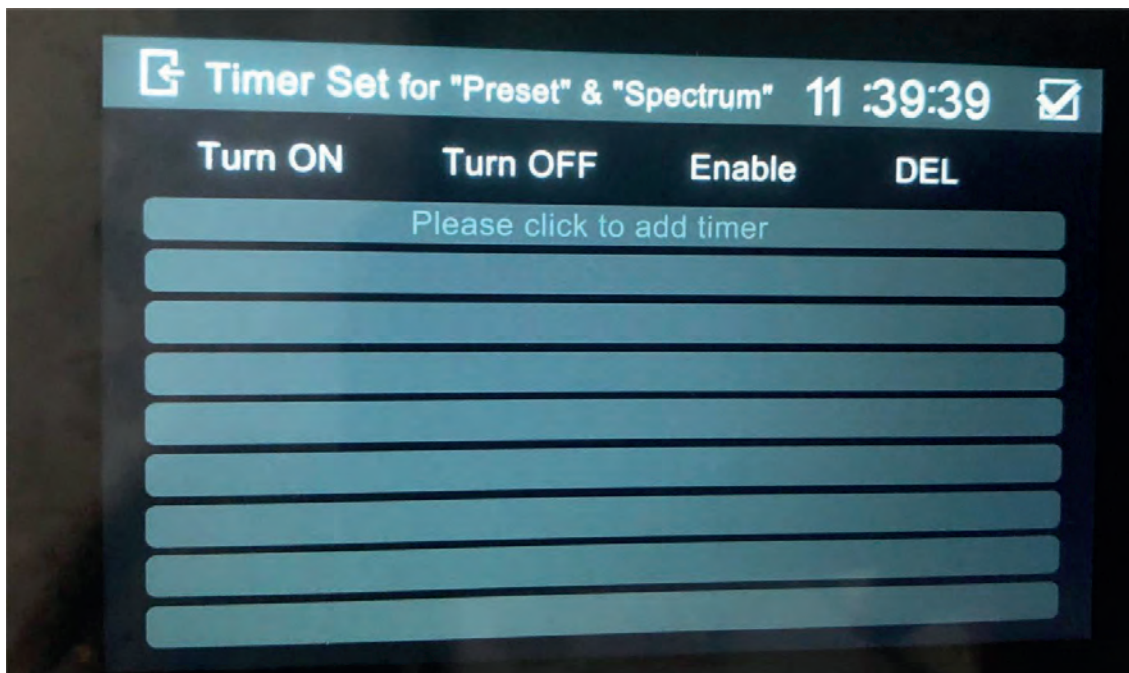 Timer Set for "Preset" & "Spectrum" 11 :39:39
Turn ON Turn OFF Enable DEL
Please click to add timer